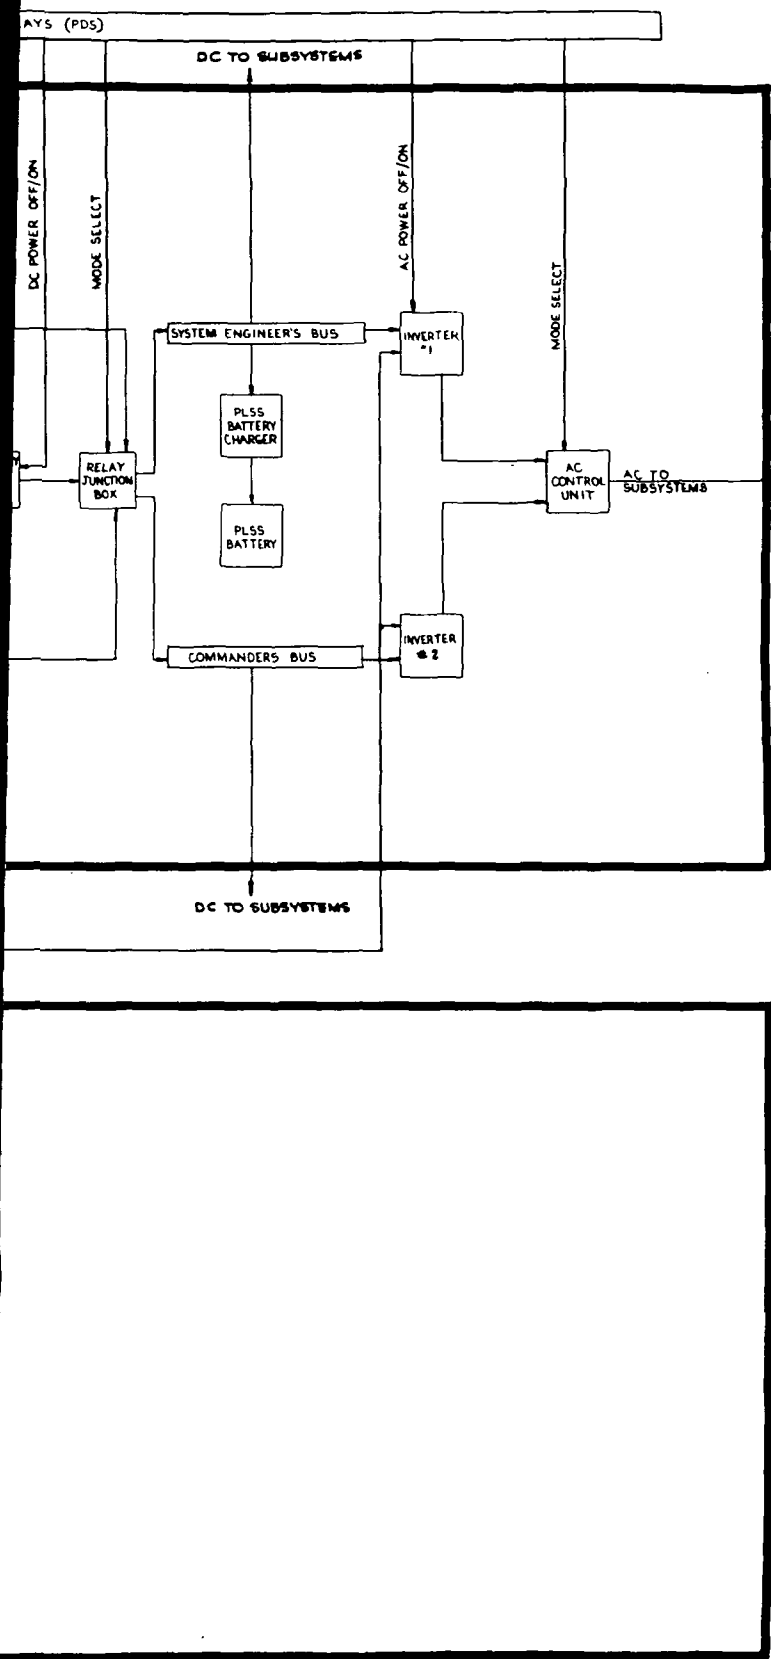 AYS (PDS)
DC TO SUBSYSTEMS
DC POWER OFF/ON
MODE SELECT
AC POWER OFF/ON
MODE SELECT
SYSTEM ENGINEER'S BUS
INVERTER
#1
PLSS
BATTERY
CHARGER
RELAY
JUNCTION
BOX
AC
CONTROL
UNIT
AC TO
SUBSYSTEMS
PLSS
BATTERY
INVERTER
#2
COMMANDERS BUS
DC TO SUBSYSTEMS